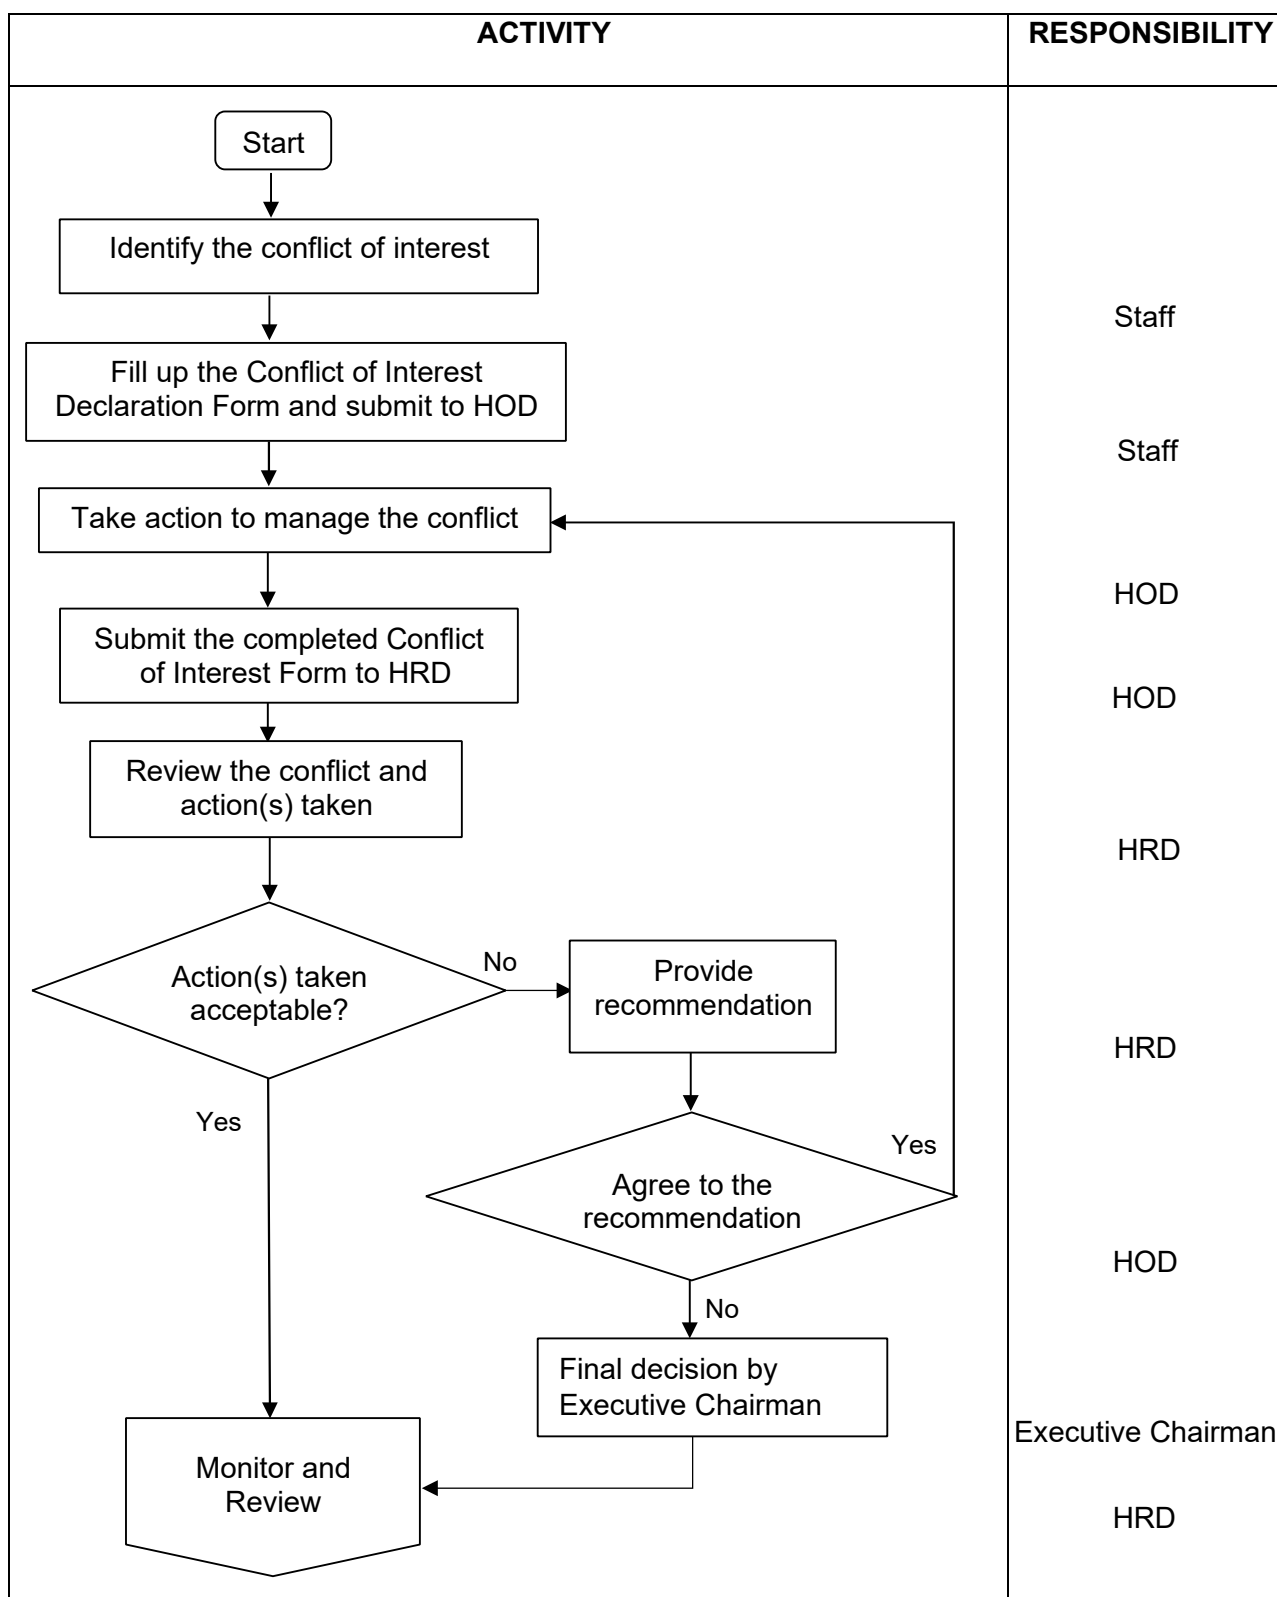 ACTIVITY
RESPONSIBILITY
Start
Identify the conflict of interest
Staff
Fill up the Conflict of Interest
Declaration Form and submit to HOD
Staff
Take action to manage the conflict
HOD
Submit the completed Conflict
of Interest Form to HRD
HOD
Review the conflict and
action(s) taken
HRD
Action(s) taken
acceptable?
No
Provide
recommendation
HRD
Yes
Agree to the
recommendation
Yes
HOD
No
Final decision by
Executive Chairman
Executive Chairman
Monitor and
Review
HRD